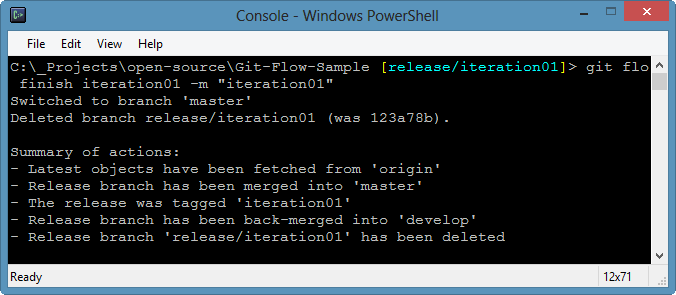 Console - Windows PowerShell
File Edit View Help
C:\_Projects\open-source\Git-Flow-Sample [release/iteration01]> git flo
 finish iteration01 -m "iteration01"
Switched to branch 'master'
Deleted branch release/iteration01 (was 123a78b).
Summary of actions:
- Latest objects have been fetched from 'origin'
- Release branch has been merged into 'master'
- The release was tagged 'iteration01'
- Release branch has been back-merged into 'develop'
- Release branch 'release/iteration01' has been deleted
Ready 12x71